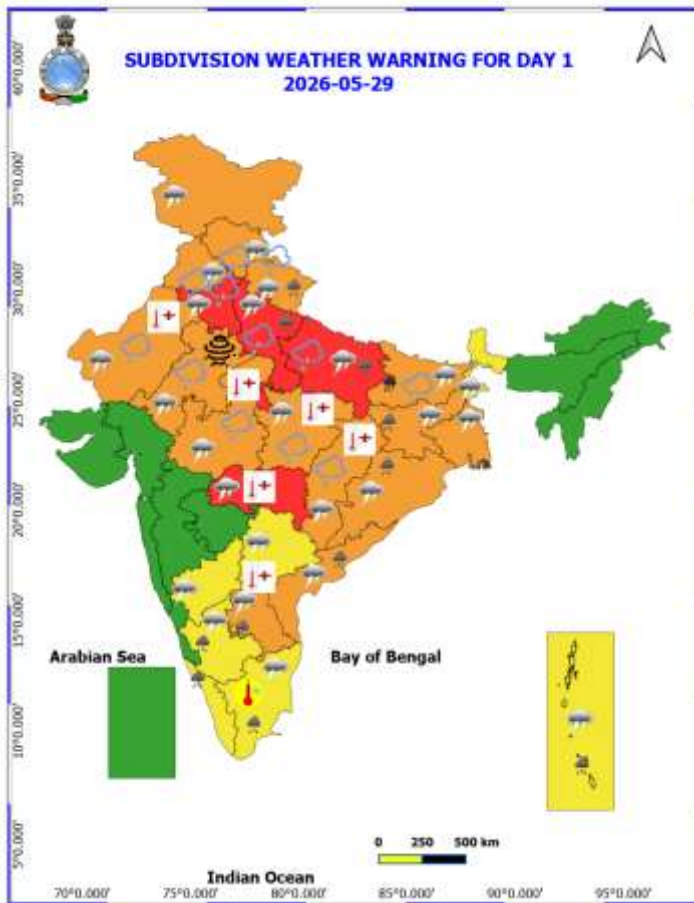 SUBDIVISION WEATHER WARNING FOR DAY 1
2026-05-29
40°0.000'
35°0.000'
30°0.000'
25°0.000'
20°0.000'
15°0.000'
10°0.000'
5°0.000'
Arabian Sea
Bay of Bengal
0 250 500 km
Indian Ocean
70°0.000' 75°0.000' 80°0.000' 85°0.000' 90°0.000' 95°0.000'